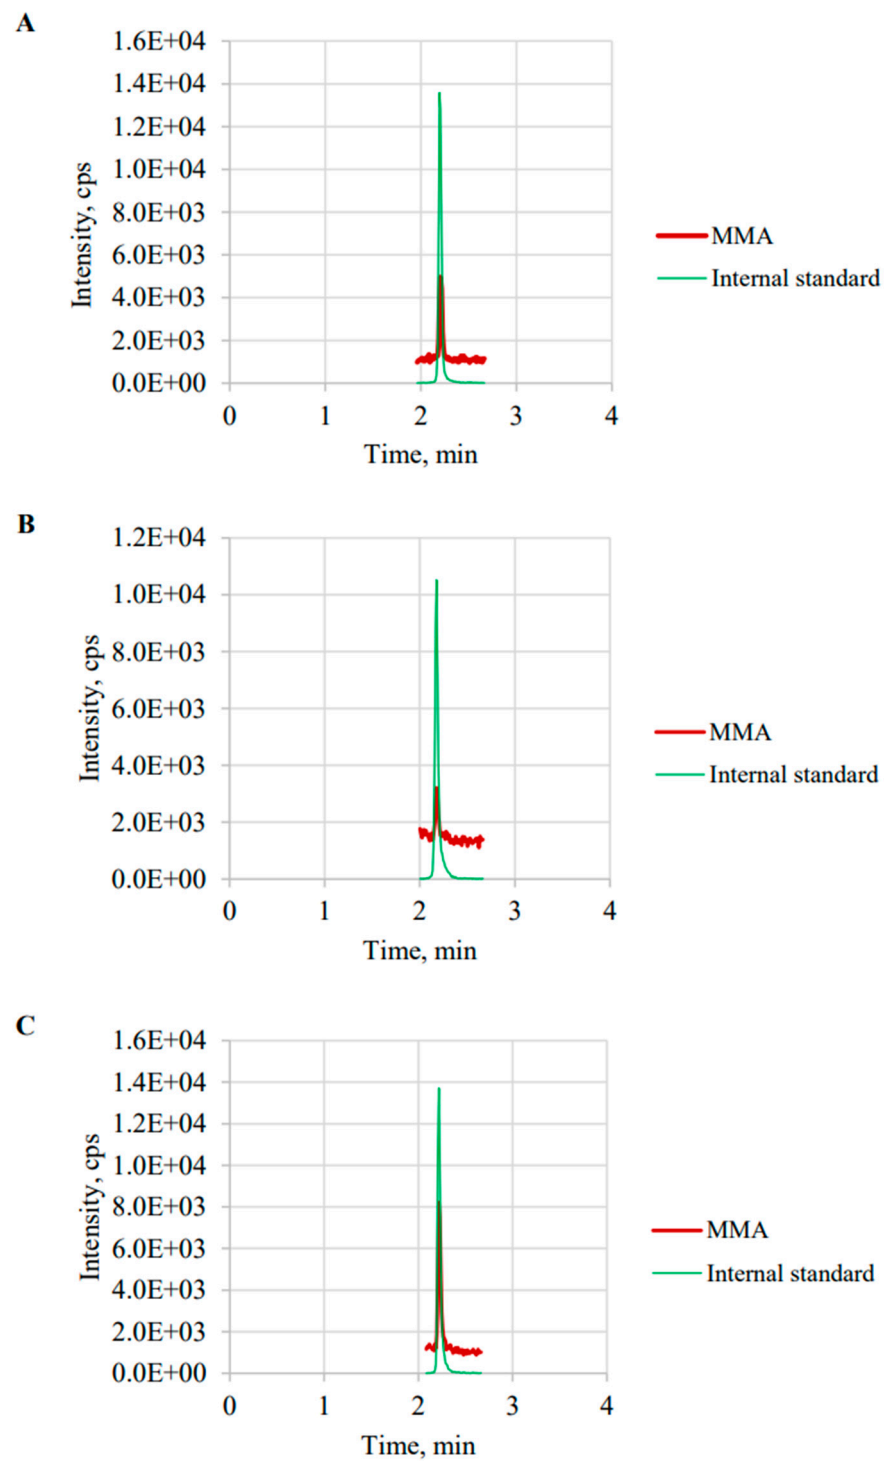 A
1.6E+04
1.4E+04
1.2E+04
1.0E+04
8.0E+03
6.0E+03
4.0E+03
2.0E+03
0.0E+00
Intensity, cps
0 1 2 3 4
Time, min
MMA
Internal standard
B
1.2E+04
1.0E+04
8.0E+03
6.0E+03
4.0E+03
2.0E+03
0.0E+00
Intensity, cps
0 1 2 3 4
Time, min
MMA
Internal standard
C
1.6E+04
1.4E+04
1.2E+04
1.0E+04
8.0E+03
6.0E+03
4.0E+03
2.0E+03
0.0E+00
Intensity, cps
0 1 2 3 4
Time, min
MMA
Internal standard